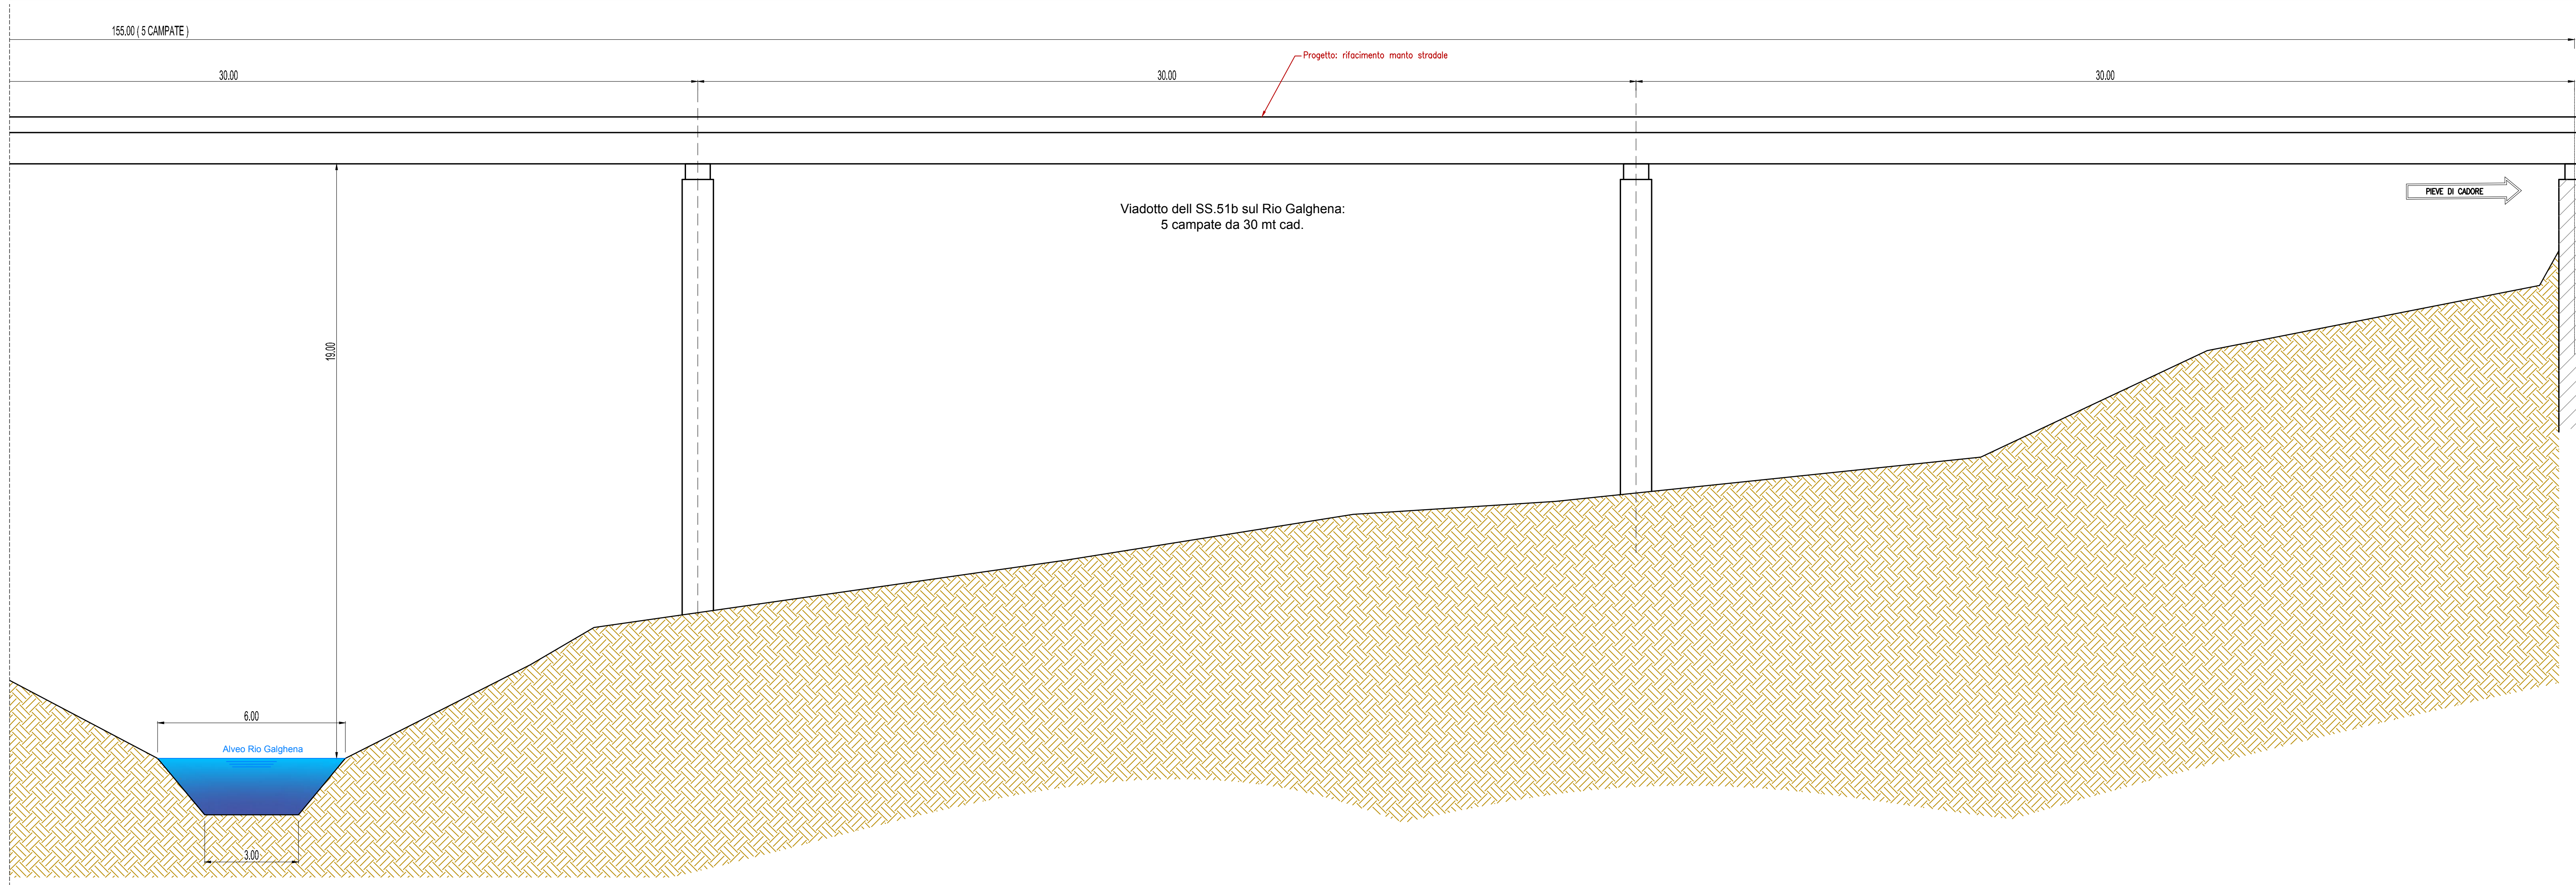 155.00 ( 5 CAMPATE )
Progetto: rifacimento manto stradale
30.00
30.00
30.00
PIEVE DI CADORE
Viadotto dell SS.51b sul Rio Galghena:
5 campate da 30 mt cad.
19.00
6.00
Alveo Rio Galghena
3.00